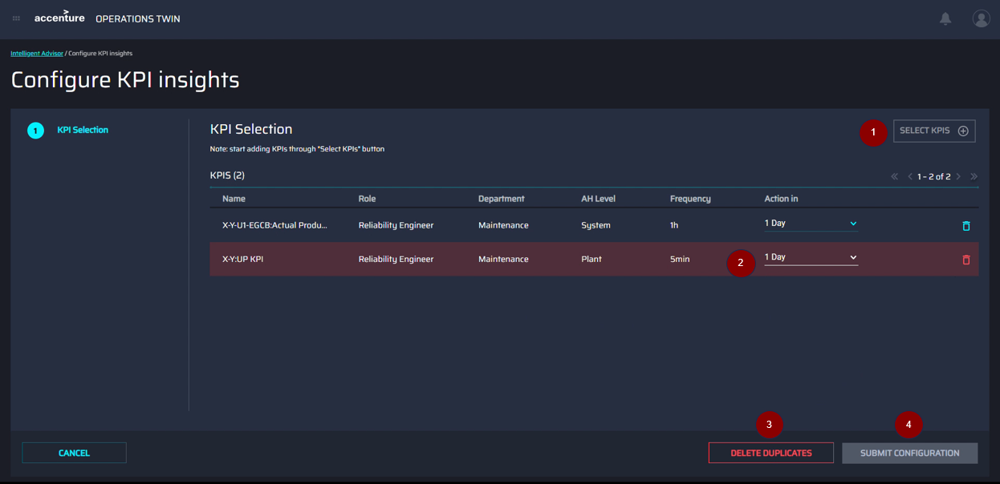 accenture OPERATIONS TWIN
Intelligent Advisor / Configure KPI insights
Configure KPI insights
1 KPI Selection
KPI Selection
1
SELECT KPIS
Note: start adding KPIs through "Select KPIs" button
KPIS (2)
« < 1 – 2 of 2 > »
Name Role Department AH Level Frequency Action in
X-Y-U1-EGCB:Actual Produ... Reliability Engineer Maintenance System 1h 1 Day
X-Y:UP KPI Reliability Engineer Maintenance Plant 5min 2 1 Day
3 4
CANCEL DELETE DUPLICATES SUBMIT CONFIGURATION